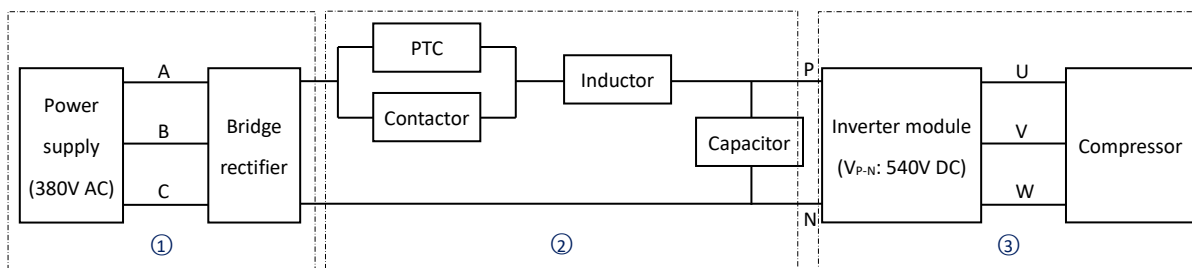 Power
supply
(380V AC)
A
B
C
Bridge
rectifier
PTC
Contactor
Inductor
Capacitor
P
N
Inverter module
(VP-N: 540V DC)
U
V
W
Compressor
①
②
③